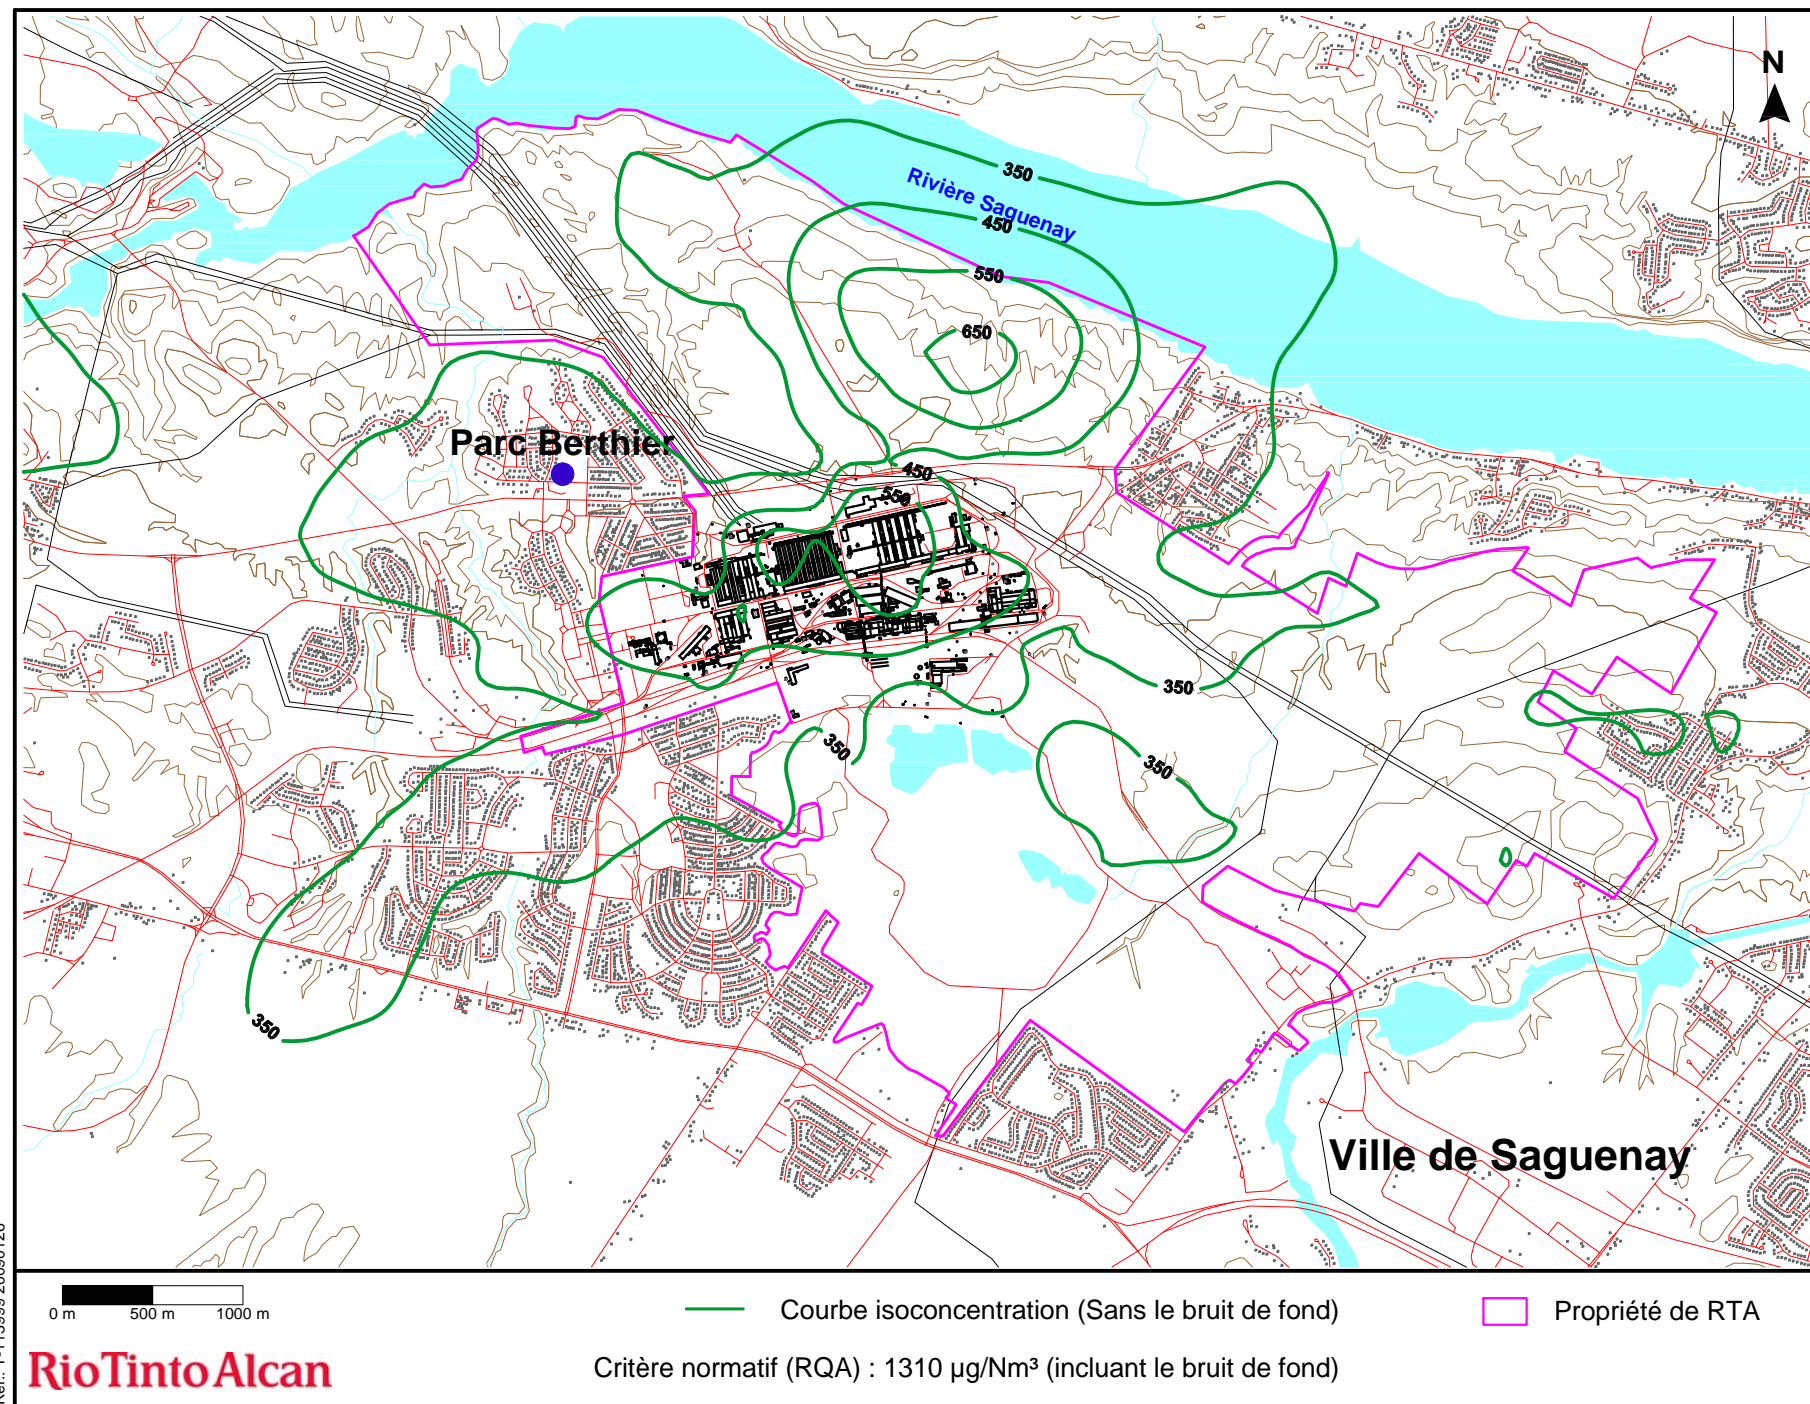 N
350
Rivière Saguenay
450
550
650
Parc Berthier
450
550
350
350
350
350
Ville de Saguenay
0 m 500 m 1000 m
Courbe isoconcentration (Sans le bruit de fond)
Propriété de RTA
RioTintoAlcan
Critère normatif (RQA) : 1310 µg/Nm³ (incluant le bruit de fond)